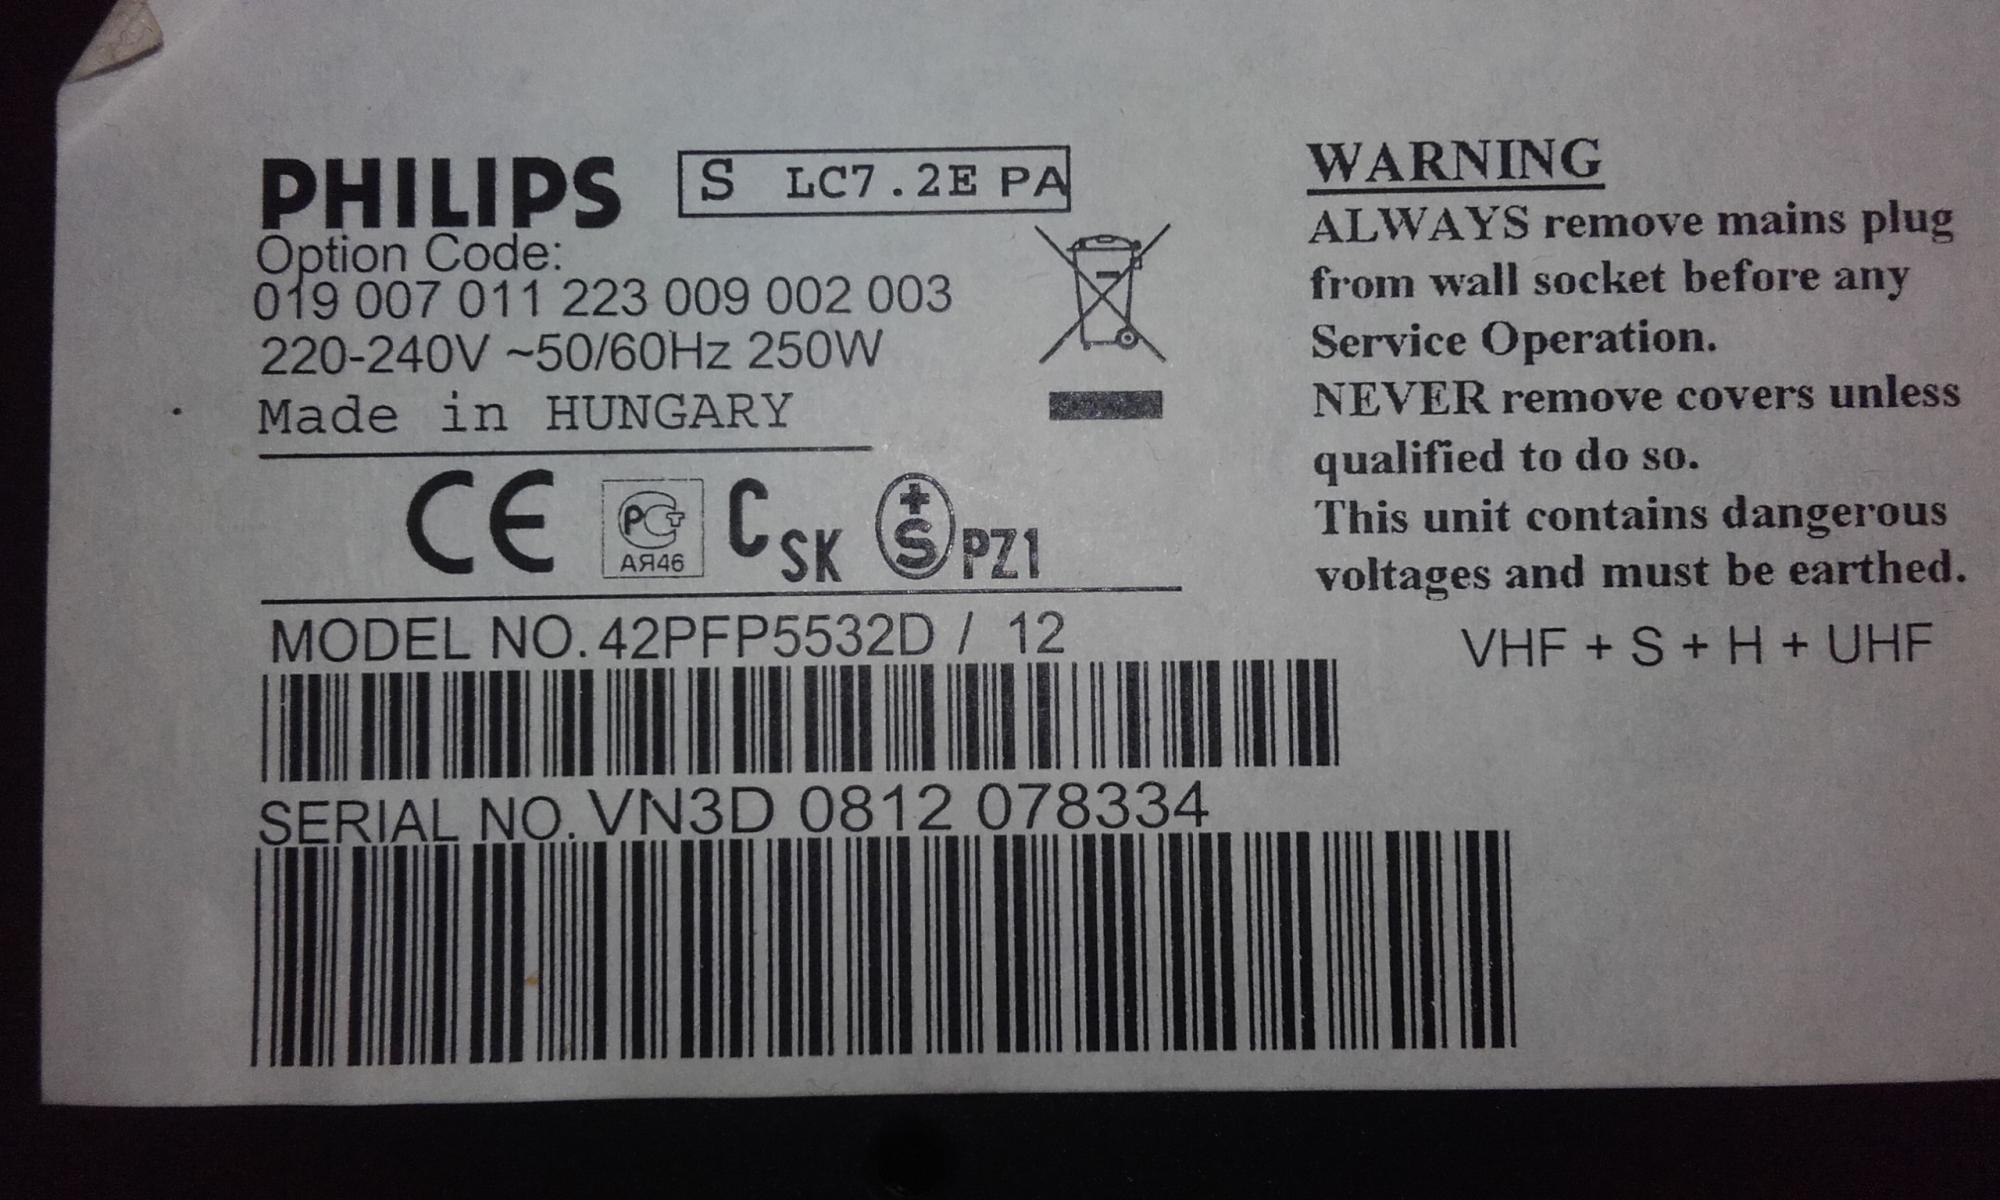 PHILIPS S LC7.2E PA
Option Code:
019 007 011 223 009 002 003
220-240V ~50/60Hz 250W
Made in HUNGARY
CE РСТ АЯ46 C SK +S PZ1
MODEL NO. 42PFP5532D / 12
SERIAL NO. VN3D 0812 078334
WARNING
ALWAYS remove mains plug
from wall socket before any
Service Operation.
NEVER remove covers unless
qualified to do so.
This unit contains dangerous
voltages and must be earthed.
VHF + S + H + UHF